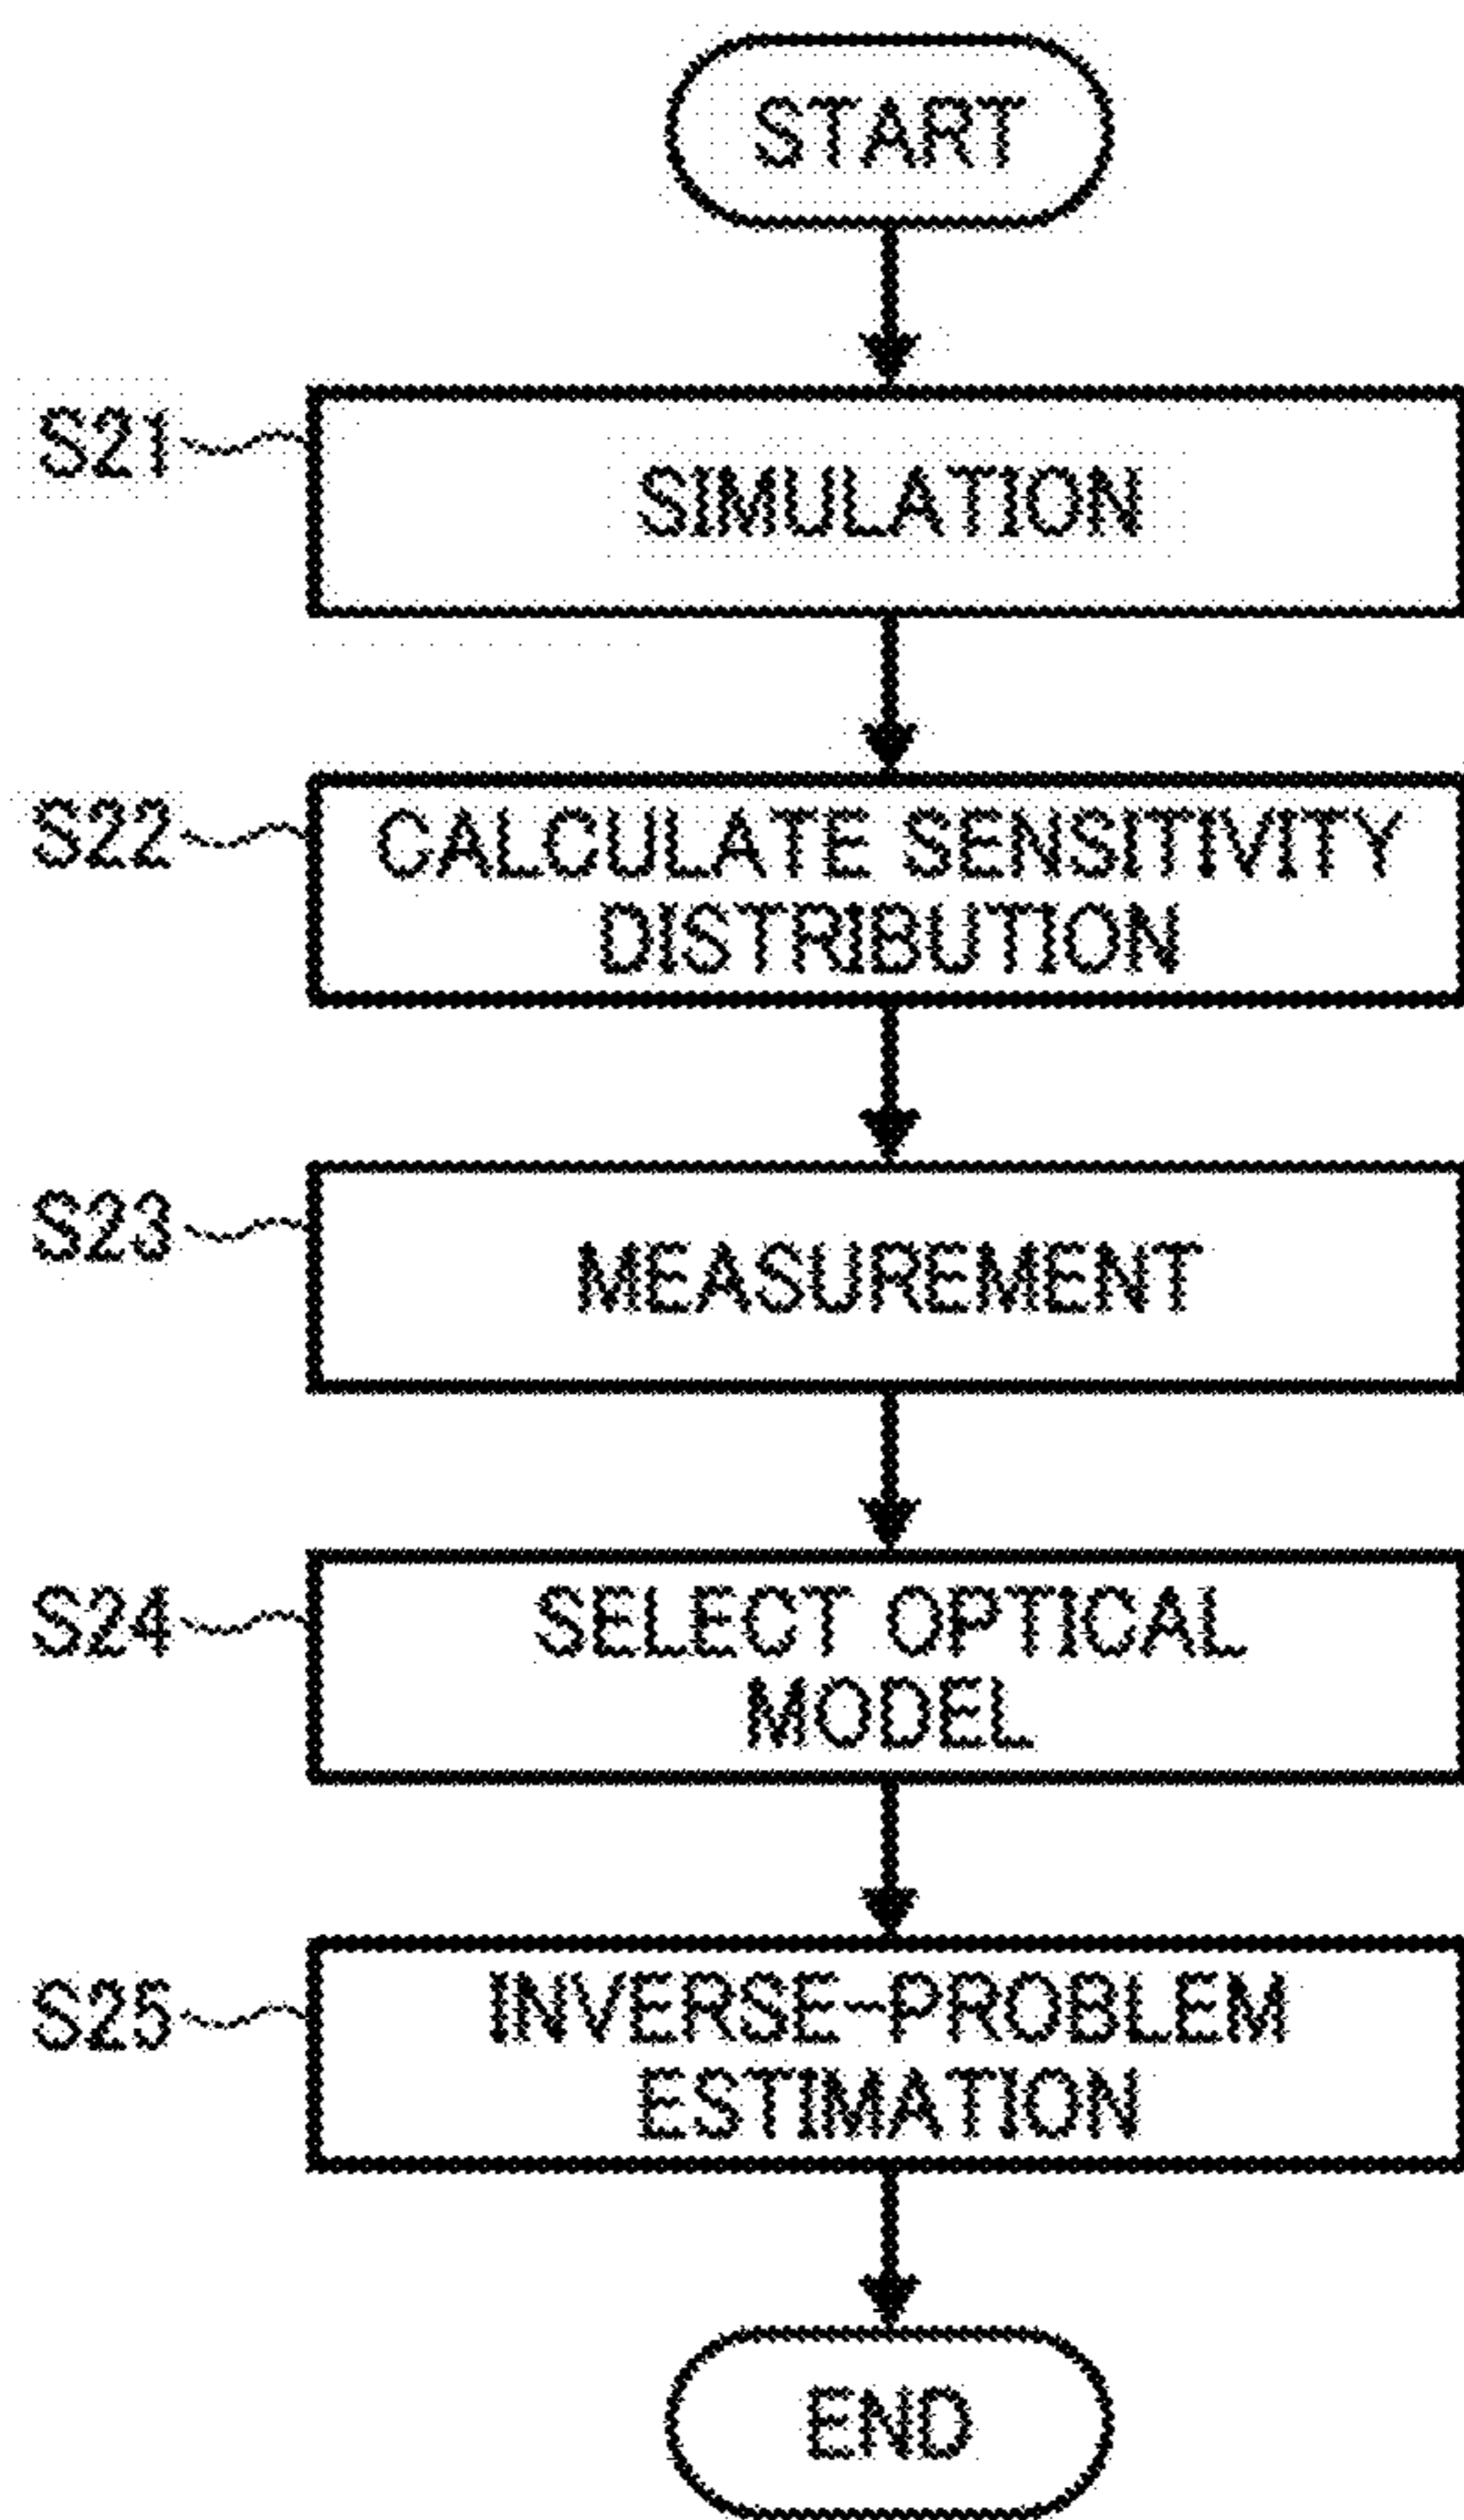 START
S21
SIMULATION
S22
CALCULATE SENSITIVITY
DISTRIBUTION
S23
MEASUREMENT
S24
SELECT OPTICAL
MODEL
S25
INVERSE-PROBLEM
ESTIMATION
END